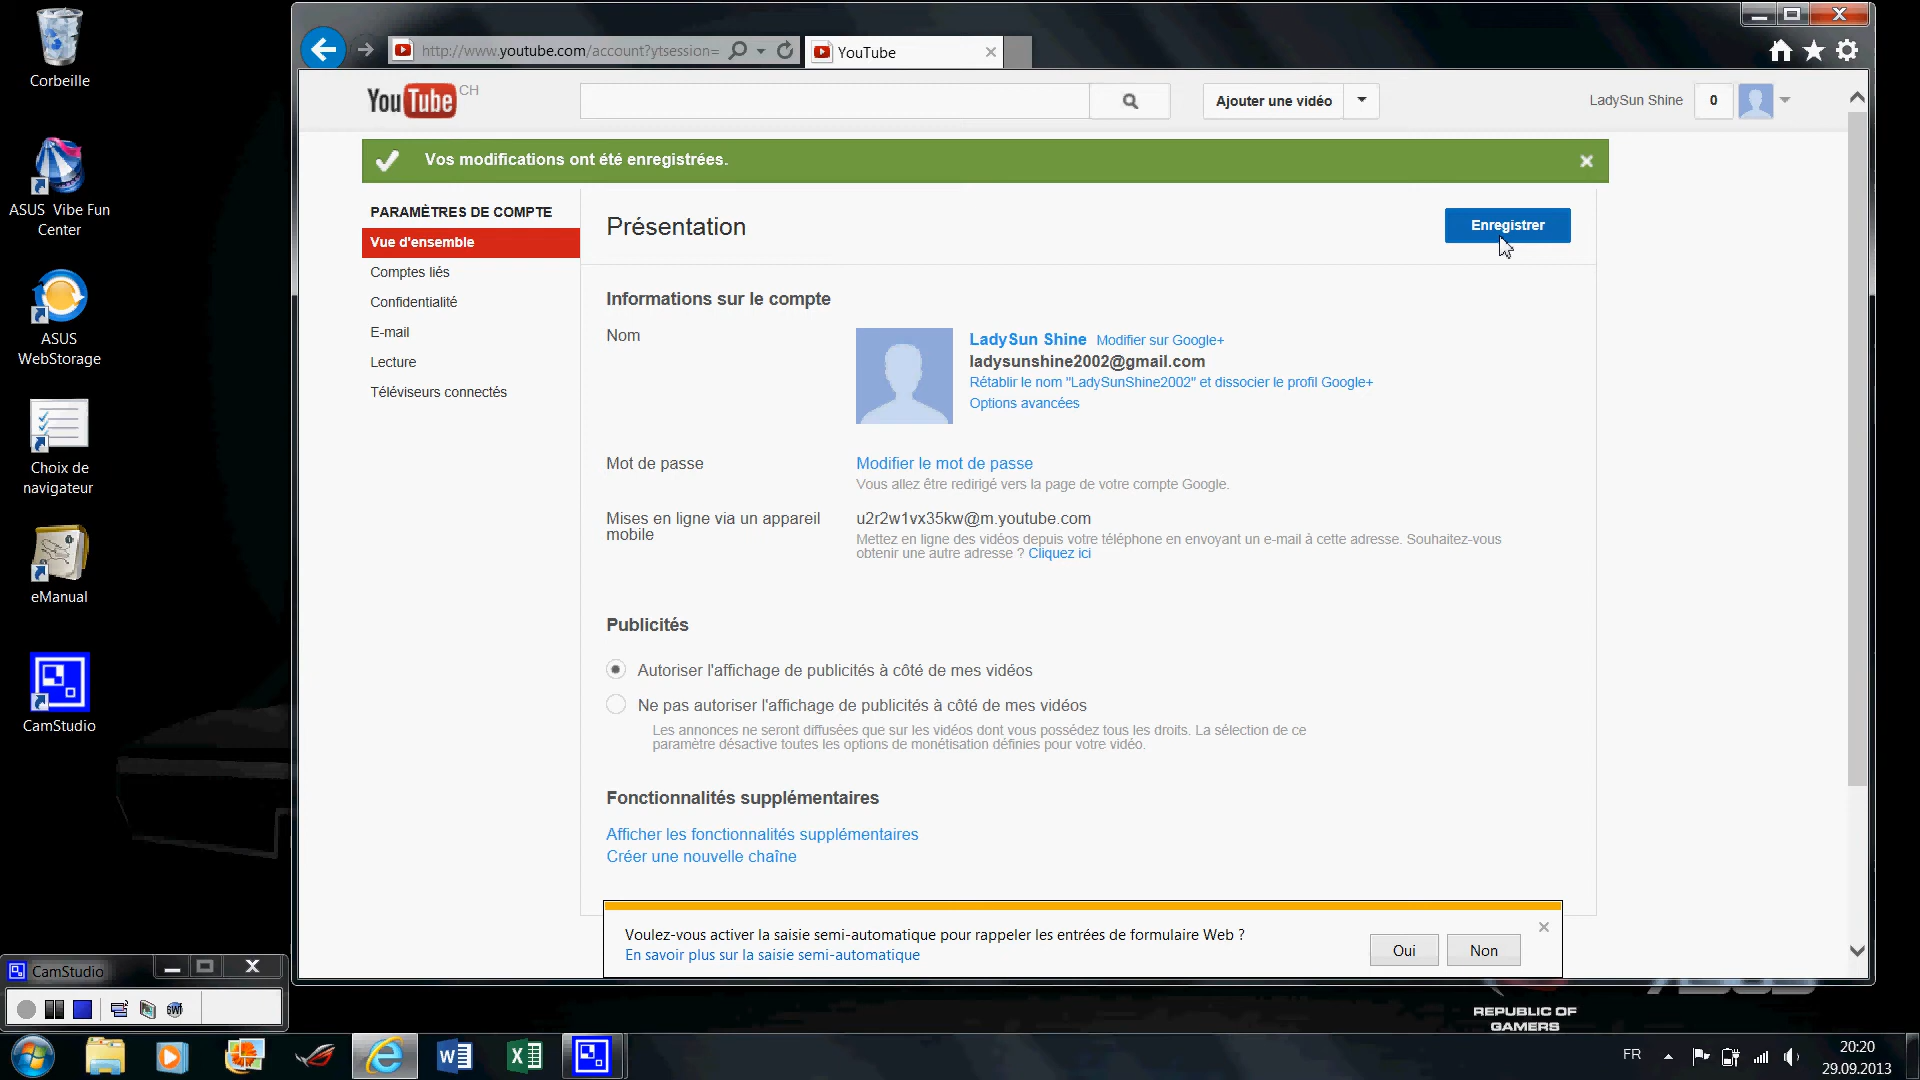 Corbeille
ASUS Vibe Fun
Center
ASUS
WebStorage
Choix de
navigateur
eManual
CamStudio
http://www.youtube.com/account?ytsession=
YouTube
YouTube CH
Ajouter une vidéo
LadySun Shine
0
Vos modifications ont été enregistrées.
PARAMÈTRES DE COMPTE
Vue d'ensemble
Comptes liés
Confidentialité
E-mail
Lecture
Téléviseurs connectés
Présentation
Enregistrer
Informations sur le compte
Nom
LadySun Shine Modifier sur Google+
ladysunshine2002@gmail.com
Rétablir le nom "LadySunShine2002" et dissocier le profil Google+
Options avancées
Mot de passe
Modifier le mot de passe
Vous allez être redirigé vers la page de votre compte Google.
Mises en ligne via un appareil
mobile
u2r2w1vx35kw@m.youtube.com
Mettez en ligne des vidéos depuis votre téléphone en envoyant un e-mail à cette adresse. Souhaitez-vous
obtenir une autre adresse ? Cliquez ici
Publicités
Autoriser l'affichage de publicités à côté de mes vidéos
Ne pas autoriser l'affichage de publicités à côté de mes vidéos
Les annonces ne seront diffusées que sur les vidéos dont vous possédez tous les droits. La sélection de ce
paramètre désactive toutes les options de monétisation définies pour votre vidéo.
Fonctionnalités supplémentaires
Afficher les fonctionnalités supplémentaires
Créer une nouvelle chaîne
Voulez-vous activer la saisie semi-automatique pour rappeler les entrées de formulaire Web ?
En savoir plus sur la saisie semi-automatique
Oui
Non
CamStudio
REPUBLIC OF
GAMERS
FR
20:20
29.09.2013